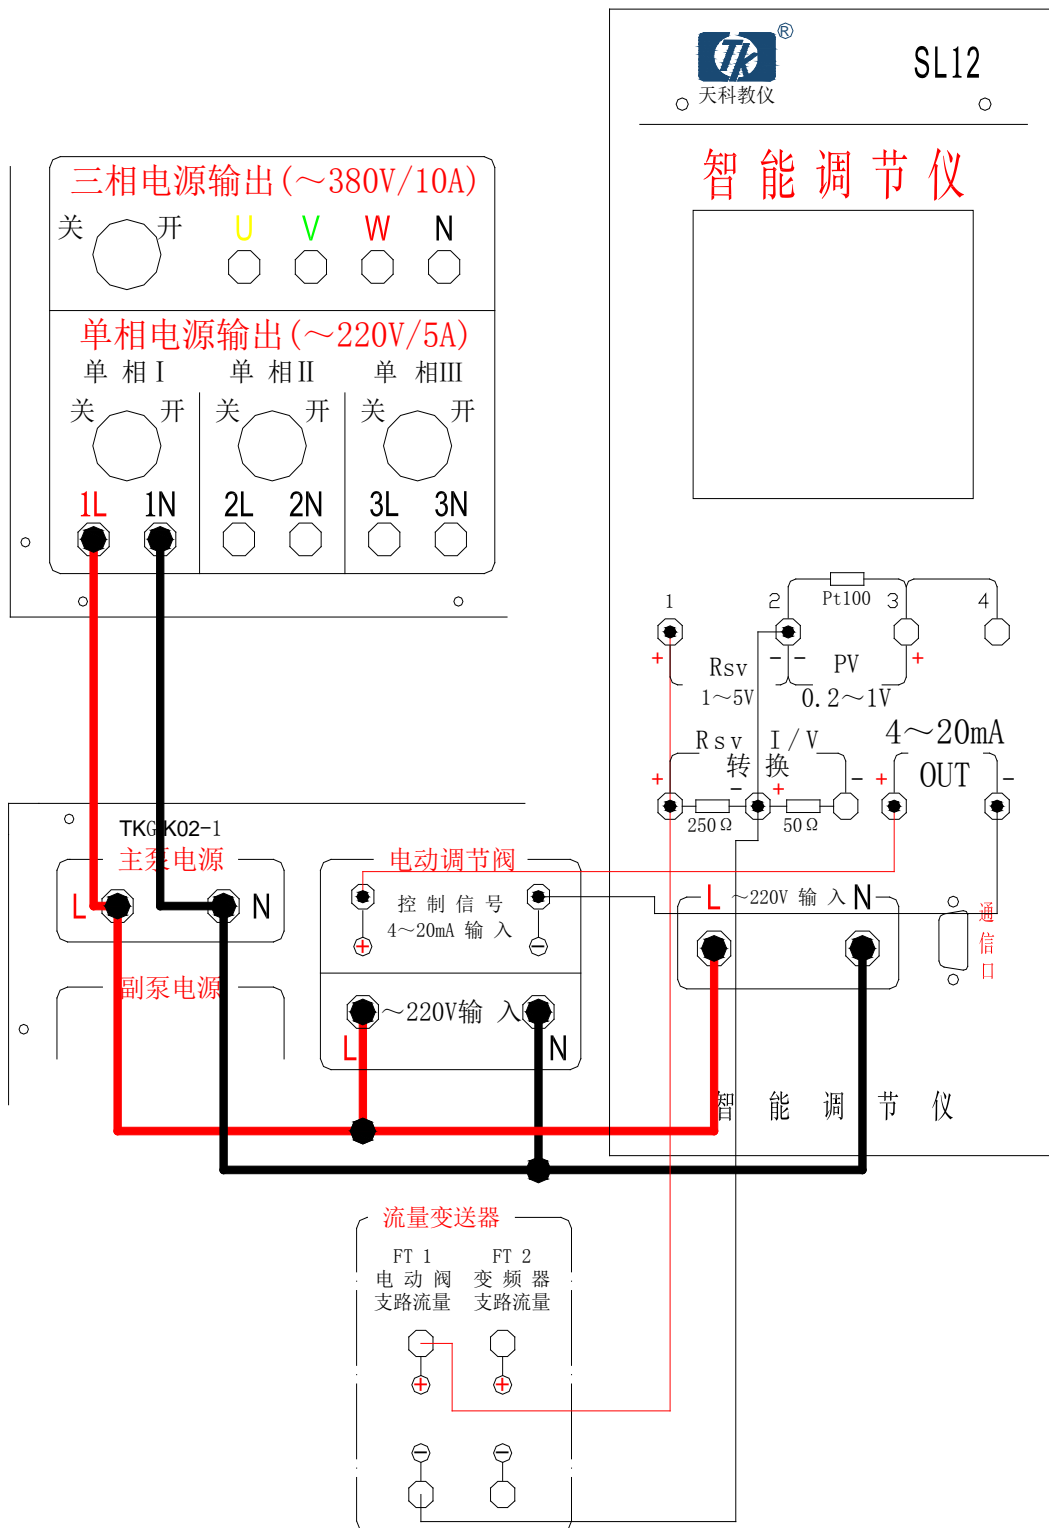 三相电源输出(～380V/10A)
关 开 U V W N
单相电源输出(～220V/5A)
单 相Ⅰ 单 相Ⅱ 单 相Ⅲ
关 开 关 开 关 开
1L 1N 2L 2N 3L 3N
TK ®
天科教仪
SL12
智能调节仪
1 2 Pt100 3 4
+ Rsv - - PV +
1～5V 0.2～1V
Rsv I/V 4～20mA
转换 OUT
+ - + - + -
250Ω 50Ω
L ～220V 输入 N
通信口
智能调节仪
TKGK02-1
主泵电源
L N
副泵电源
电动调节阀
控制信号
4～20mA 输入
+ -
～220V输 入
L N
流量变送器
FT 1 FT 2
电动阀 变频器
支路流量 支路流量
+ +
- -